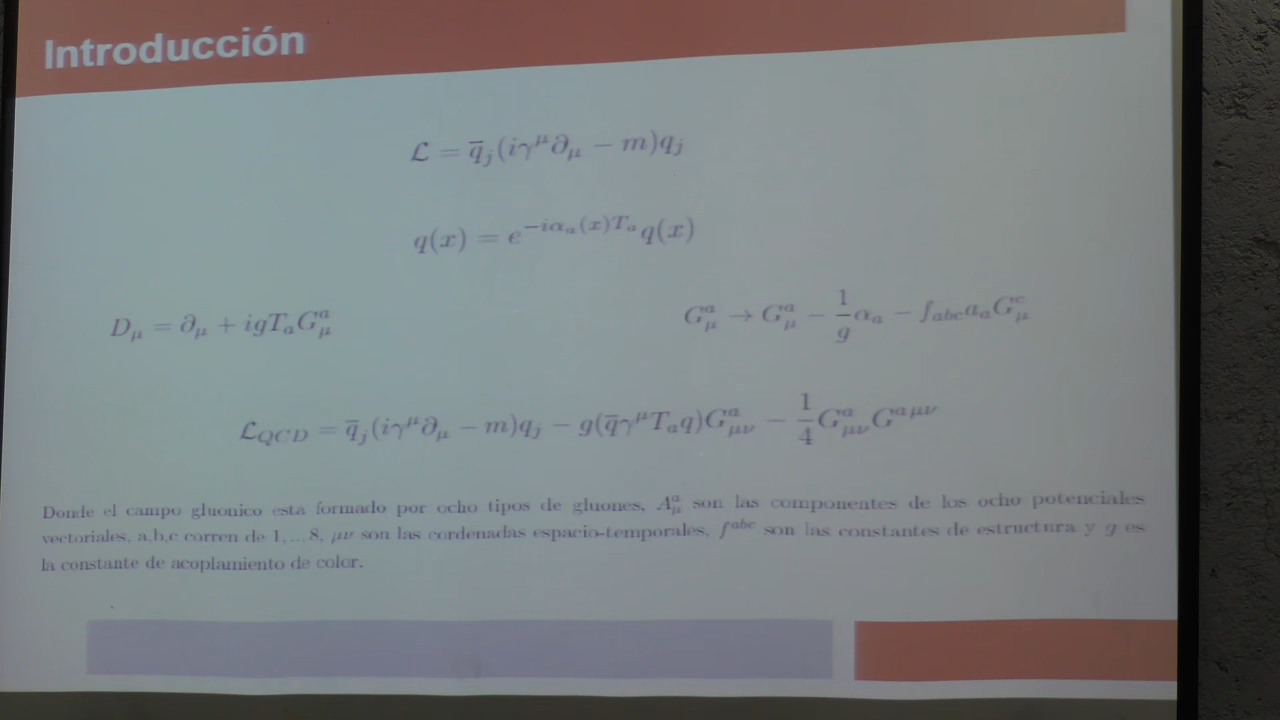 Introducción
ℒ = q̄_j(iγ^μ∂_μ − m)q_j
q(x) = e^{−iα_a(x)T_a}q(x)
D_μ = ∂_μ + igT_aG^a_μ
G^a_μ → G^a_μ − \frac{1}{g}α_a − f_{abc}a_aG^c_μ
ℒ_{QCD} = q̄_j(iγ^μ∂_μ − m)q_j − g(q̄γ^μT_aq)G^a_{μν} − \frac{1}{4}G^a_{μν}G^{aμν}
Donde el campo gluonico esta formado por ocho tipos de gluones, A^a_μ son las componentes de los ocho potenciales
vectoriales, a,b,c corren de 1,...8, μν son las cordenadas espacio-temporales, f^{abc} son las constantes de estructura y g es
la constante de acoplamiento de color.